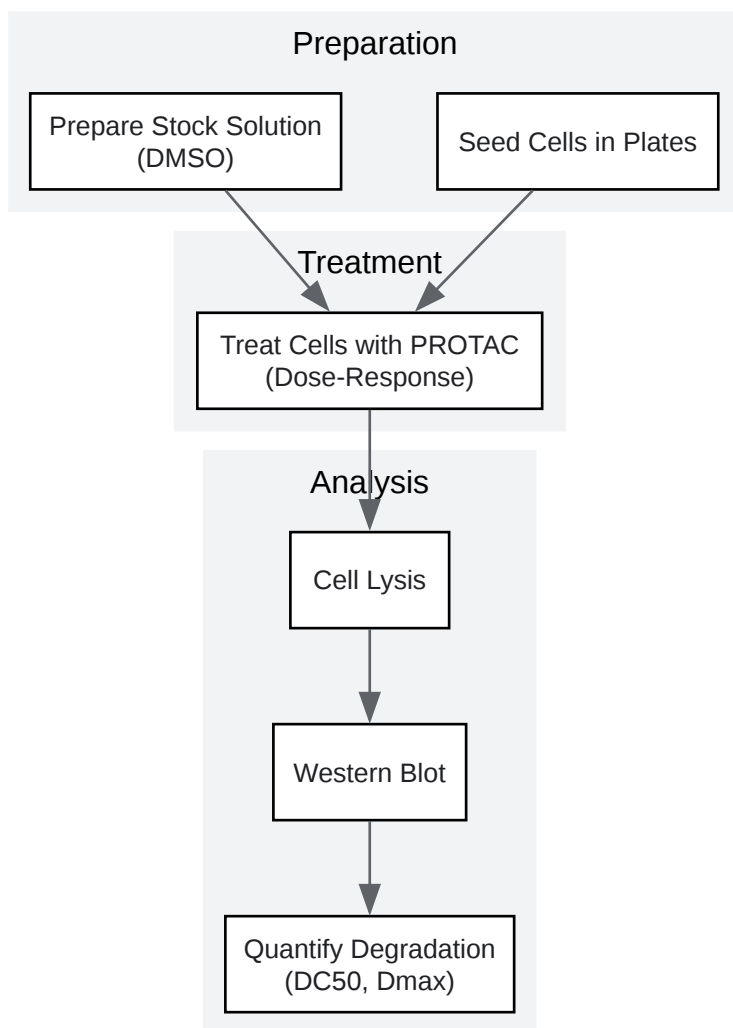 Preparation
Prepare Stock Solution
(DMSO)
Seed Cells in Plates
Treatment
Treat Cells with PROTAC
(Dose-Response)
Analysis
Cell Lysis
Western Blot
Quantify Degradation
(DC50, Dmax)